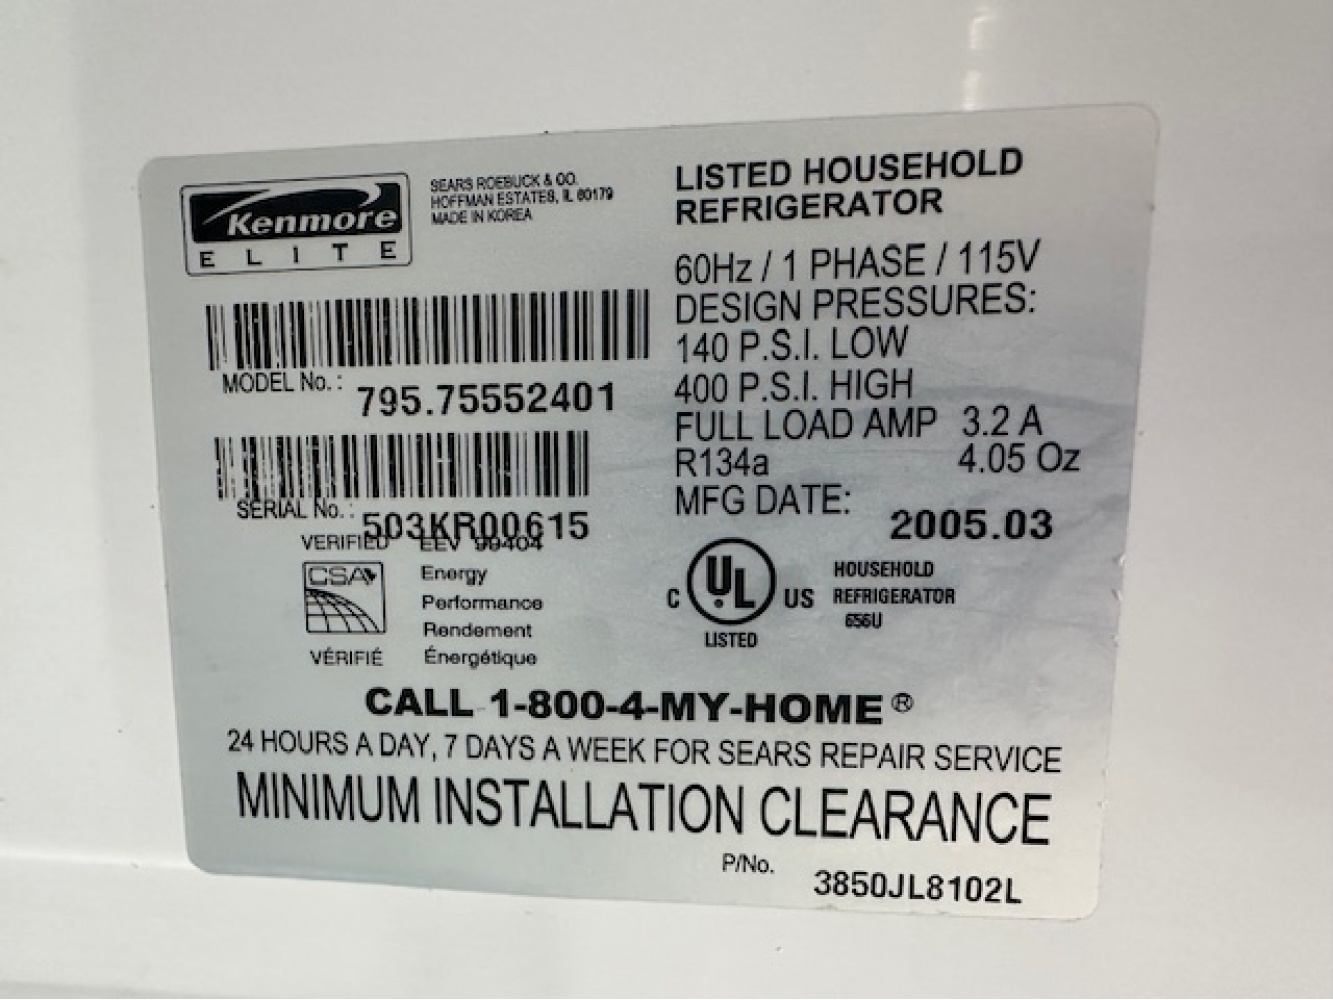 Kenmore
ELITE
SEARS ROEBUCK & CO.
HOFFMAN ESTATES, IL 60179
MADE IN KOREA
MODEL No.: 795.75552401
SERIAL No.: 503KR00615
VERIFIED EEV 99404
CSA
Energy
Performance
Rendement
VÉRIFIÉ Énergétique
LISTED HOUSEHOLD
REFRIGERATOR
60Hz / 1 PHASE / 115V
DESIGN PRESSURES:
140 P.S.I. LOW
400 P.S.I. HIGH
FULL LOAD AMP 3.2 A
R134a 4.05 Oz
MFG DATE: 2005.03
C UL US
LISTED
HOUSEHOLD
REFRIGERATOR
656U
CALL 1-800-4-MY-HOME®
24 HOURS A DAY, 7 DAYS A WEEK FOR SEARS REPAIR SERVICE
MINIMUM INSTALLATION CLEARANCE
P/No. 3850JL8102L